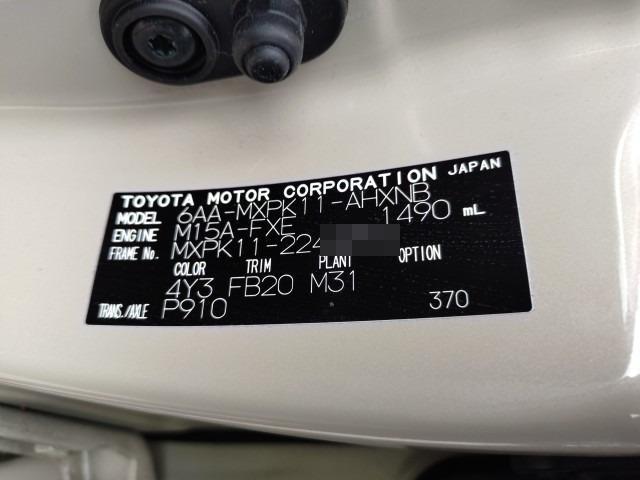 TOYOTA MOTOR CORPORATION JAPAN
MODEL 6AA-MXPK11-AHXNB
ENGINE M15A-FXE 1490 mL
FRAME No. MXPK11-224
COLOR TRIM PLANT OPTION
4Y3 FB20 M31
TRANS./AXLE P910 370